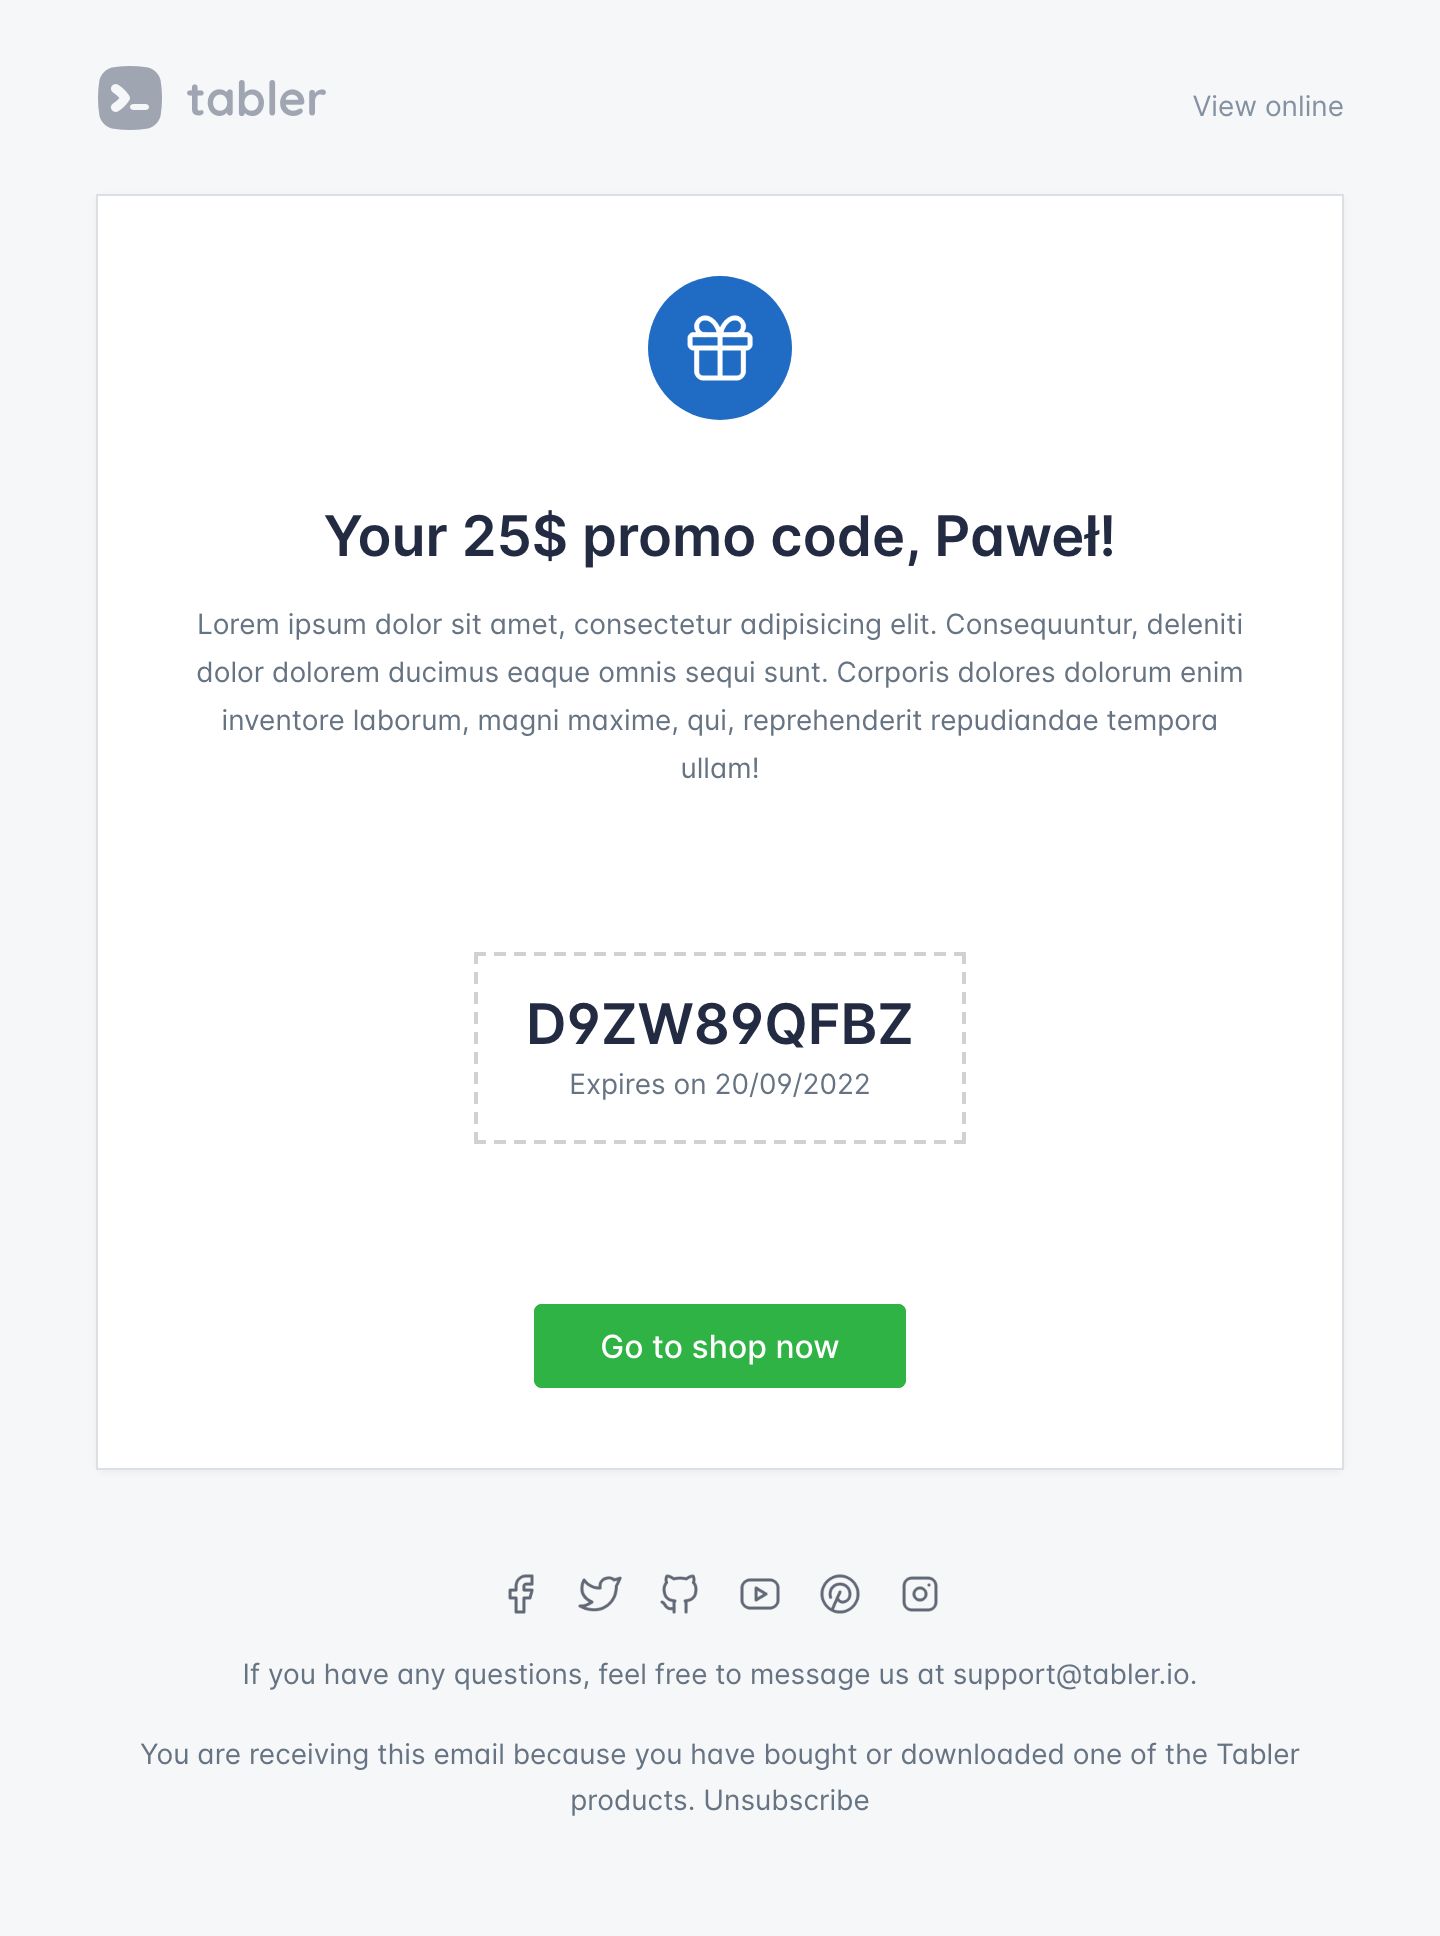 tabler
View online
Your 25$ promo code, Paweł!
Lorem ipsum dolor sit amet, consectetur adipisicing elit. Consequuntur, deleniti
dolor dolorem ducimus eaque omnis sequi sunt. Corporis dolores dolorum enim
inventore laborum, magni maxime, qui, reprehenderit repudiandae tempora
ullam!
D9ZW89QFBZ
Expires on 20/09/2022
Go to shop now
If you have any questions, feel free to message us at support@tabler.io.
You are receiving this email because you have bought or downloaded one of the Tabler
products. Unsubscribe